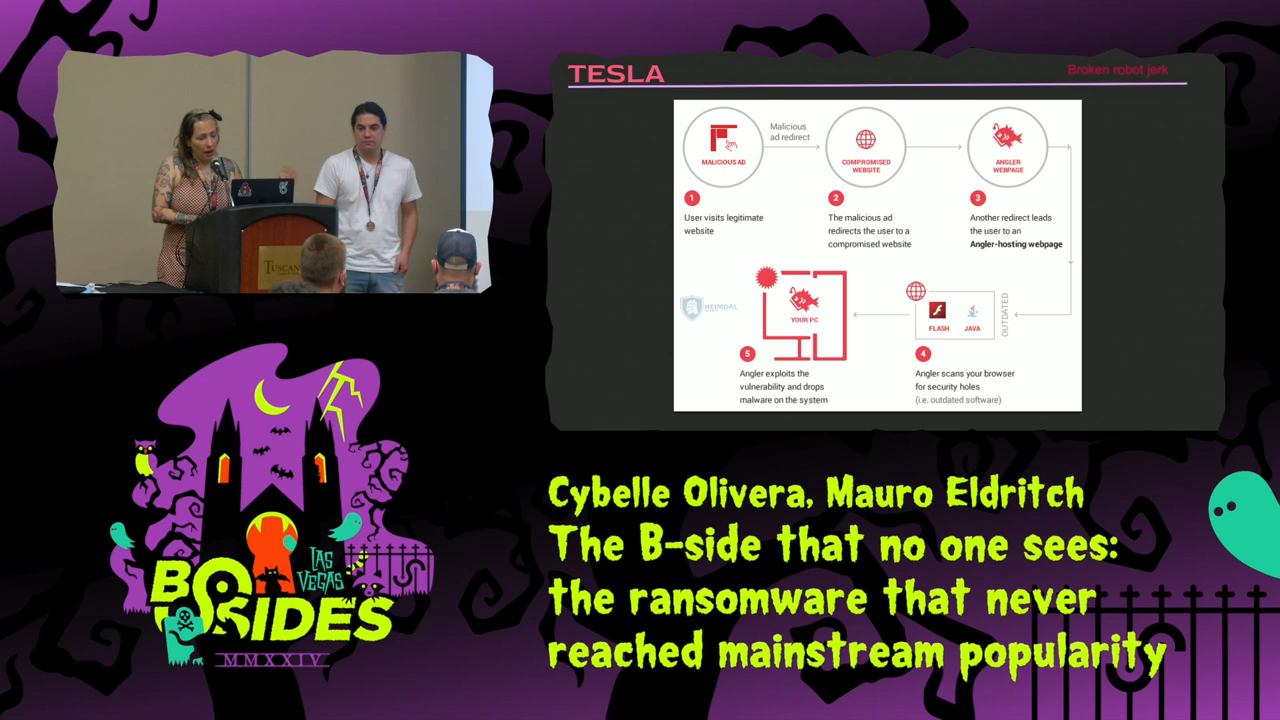 TESLA
Broken robot jerk
MALICIOUS AD
Malicious
ad redirect
COMPROMISED
WEBSITE
ANGLER
WEBPAGE
1
User visits legitimate
website
2
The malicious ad
redirects the user to a
compromised website
3
Another redirect leads
the user to an
Angler-hosting webpage
HEIMDAL
YOUR PC
FLASH
JAVA
OUTDATED
5
Angler exploits the
vulnerability and drops
malware on the system
4
Angler scans your browser
for security holes
(i.e. outdated software)
TUSCANY
LAS
VEGAS
BSIDES
MMXXIV
Cybelle Olivera, Mauro Eldritch
The B-side that no one sees:
the ransomware that never
reached mainstream popularity